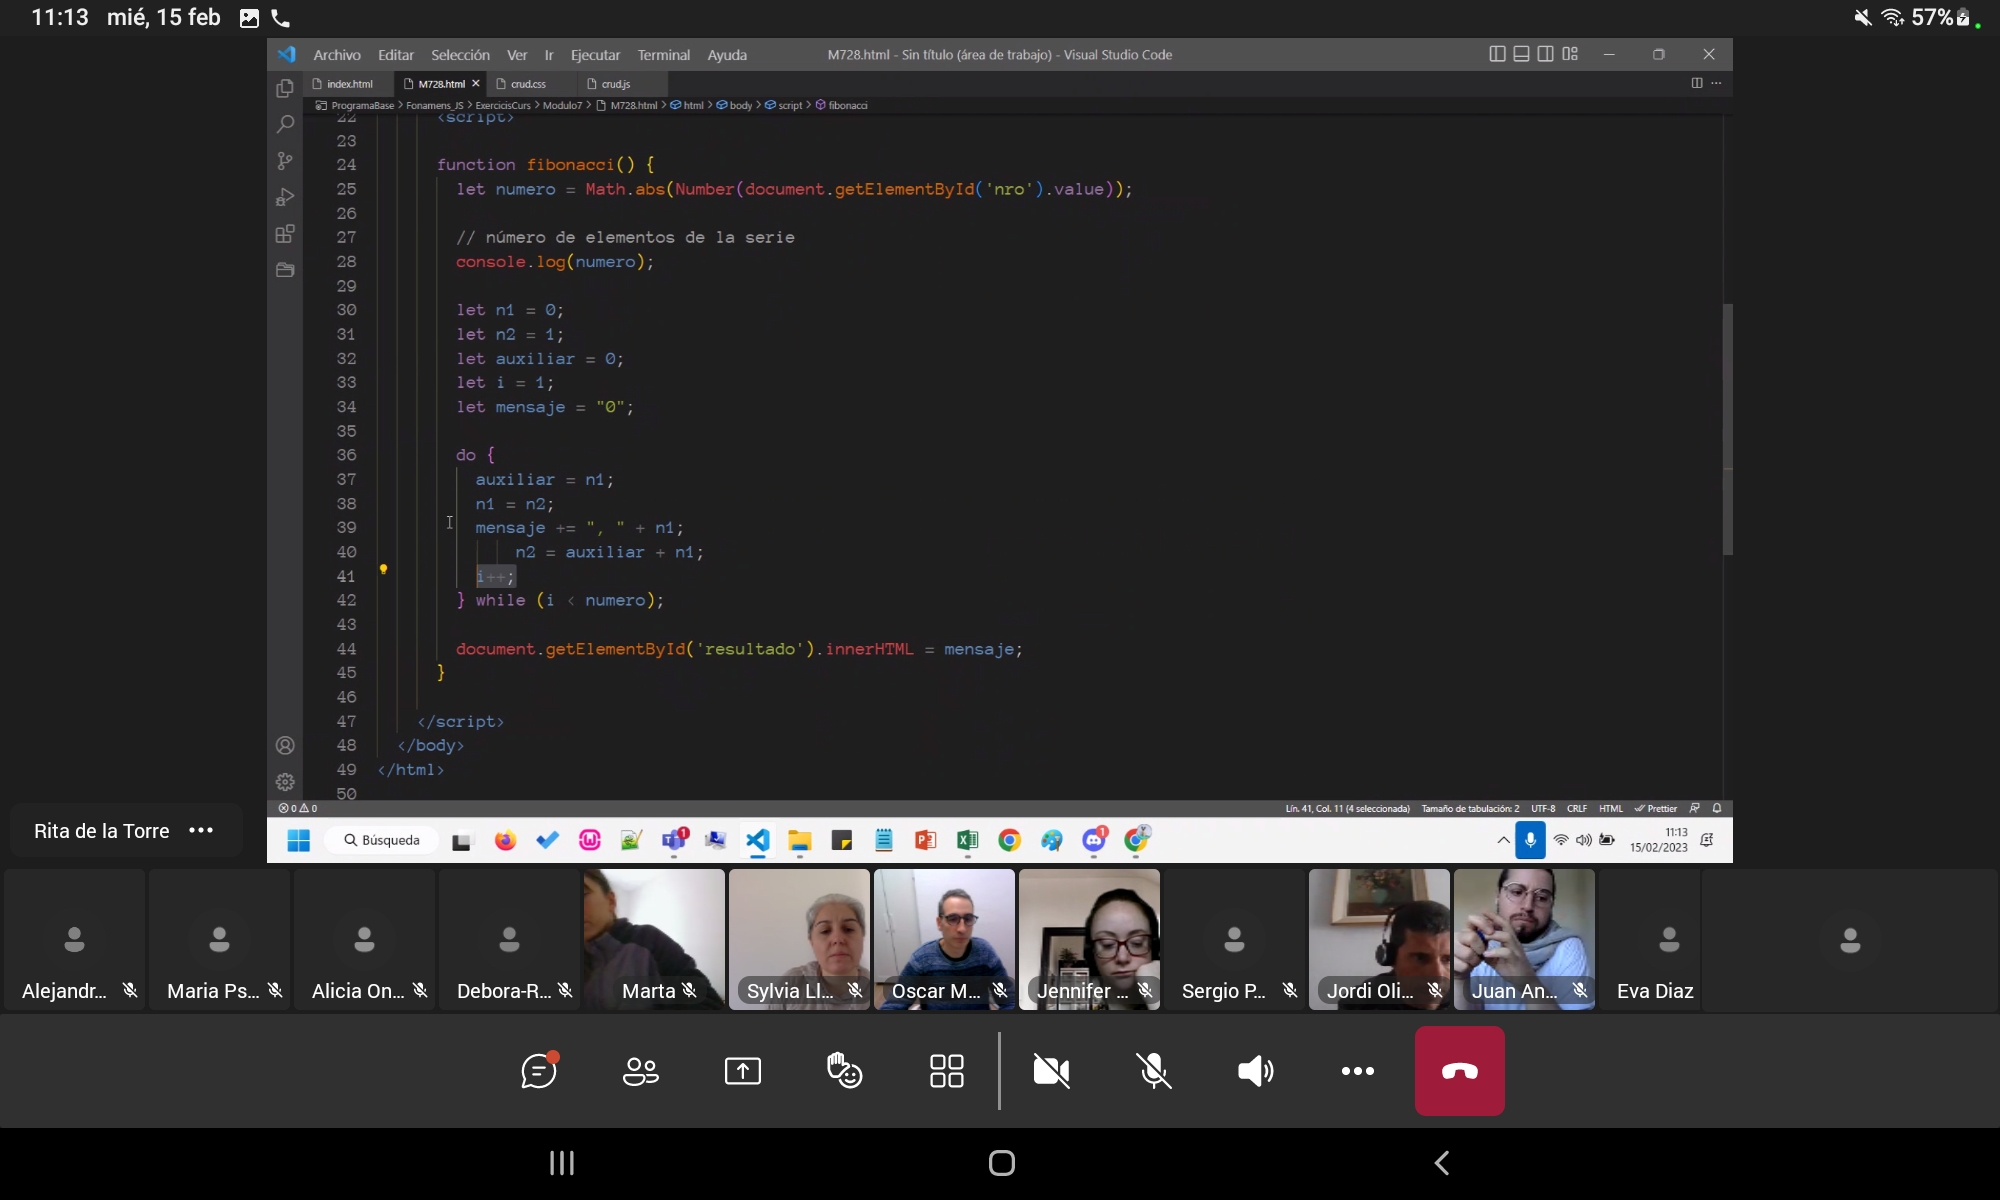 11:13 mié, 15 feb
57%
Archivo Editar Selección Ver Ir Ejecutar Terminal Ayuda
M728.html - Sin título (área de trabajo) - Visual Studio Code
index.html M728.html crud.css crud.js
ProgramaBase > Fonamens_JS > ExercicisCurs > Modulo7 > M728.html > html > body > script > fibonacci
22 <script>
23
24 function fibonacci() {
25 let numero = Math.abs(Number(document.getElementById('nro').value));
26
27 // número de elementos de la serie
28 console.log(numero);
29
30 let n1 = 0;
31 let n2 = 1;
32 let auxiliar = 0;
33 let i = 1;
34 let mensaje = "0";
35
36 do {
37 auxiliar = n1;
38 n1 = n2;
39 mensaje += ", " + n1;
40 n2 = auxiliar + n1;
41 i++;
42 } while (i < numero);
43
44 document.getElementById('resultado').innerHTML = mensaje;
45 }
46
47 </script>
48 </body>
49 </html>
50
0 0
Lín. 41, Col. 11 (4 seleccionada) Tamaño de tabulación: 2 UTF-8 CRLF HTML Prettier
Rita de la Torre
Búsqueda
1
1
11:13
15/02/2023
Alejandr... Maria Ps... Alicia On... Debora-R... Marta Sylvia Ll... Oscar M... Jennifer ... Sergio P... Jordi Oli... Juan An... Eva Diaz